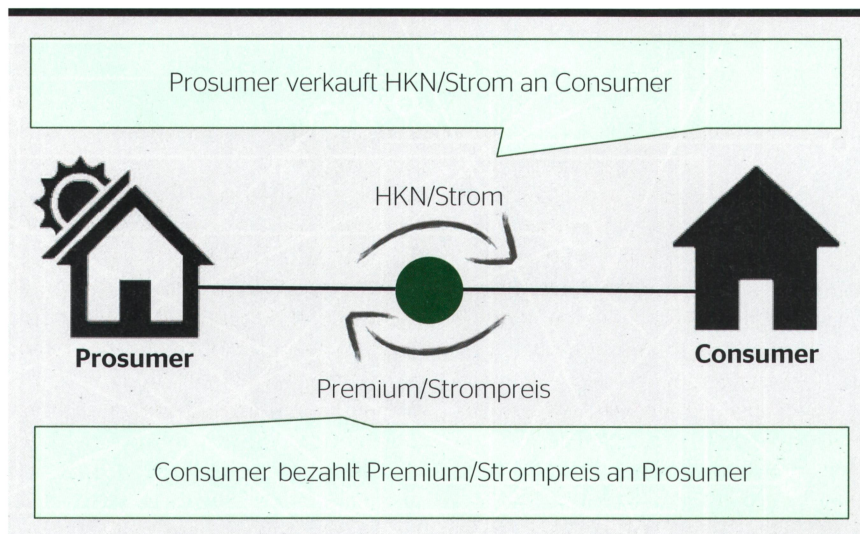 Prosumer verkauft HKN/Strom an Consumer
HKN/Strom
Prosumer
Consumer
Premium/Strompreis
Consumer bezahlt Premium/Strompreis an Prosumer